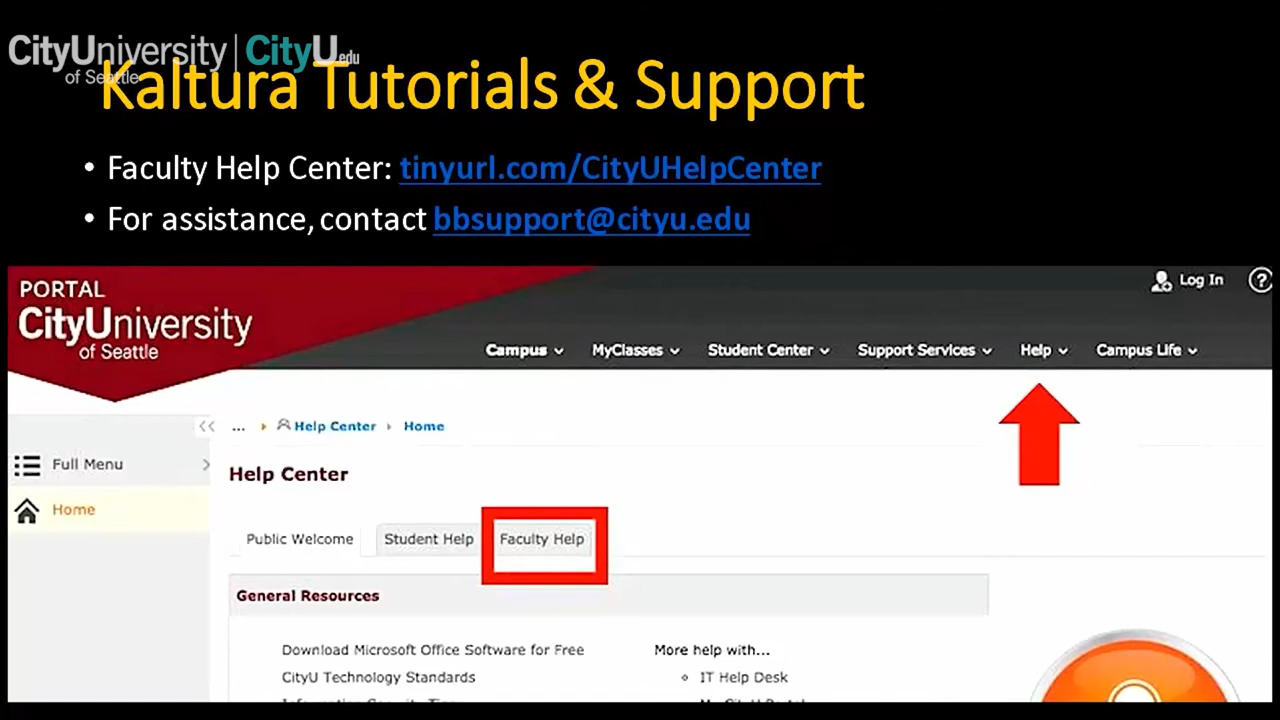 CityUniversity | CityU.edu
of Seattle
Kaltura Tutorials & Support
• Faculty Help Center: tinyurl.com/CityUHelpCenter
• For assistance, contact bbsupport@cityu.edu
Log In ?
PORTAL
CityUniversity
of Seattle
Campus MyClasses Student Center Support Services Help Campus Life
... Help Center Home
Full Menu
Help Center
Home
Public Welcome Student Help Faculty Help
General Resources
Download Microsoft Office Software for Free More help with...
CityU Technology Standards IT Help Desk